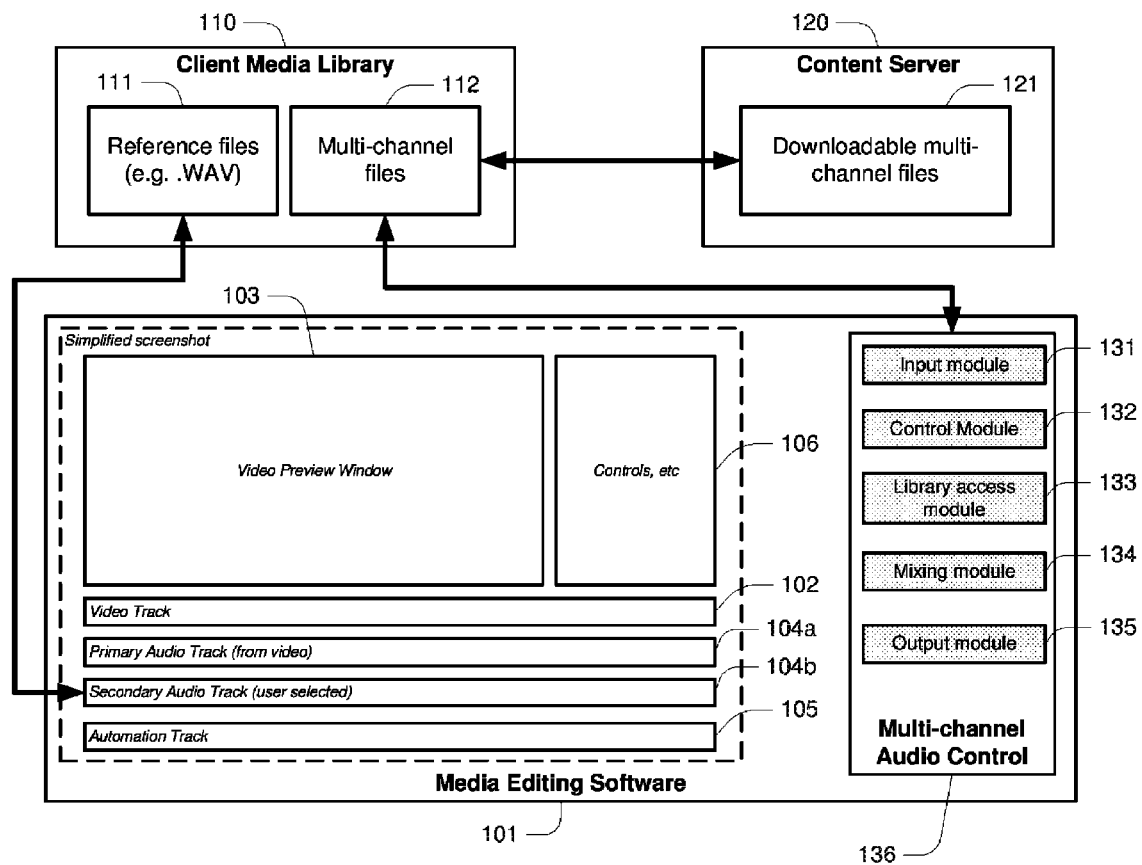 110
120
Client Media Library
Content Server
111
112
121
Reference files
(e.g. .WAV)
Multi-channel
files
Downloadable multi-
channel files
103
Simplified screenshot
131
Input module
132
Control Module
106
Video Preview Window
Controls, etc
133
Library access
module
134
Mixing module
102
Video Track
104a
135
Primary Audio Track (from video)
Output module
104b
Secondary Audio Track (user selected)
105
Automation Track
Multi-channel
Audio Control
Media Editing Software
101
136